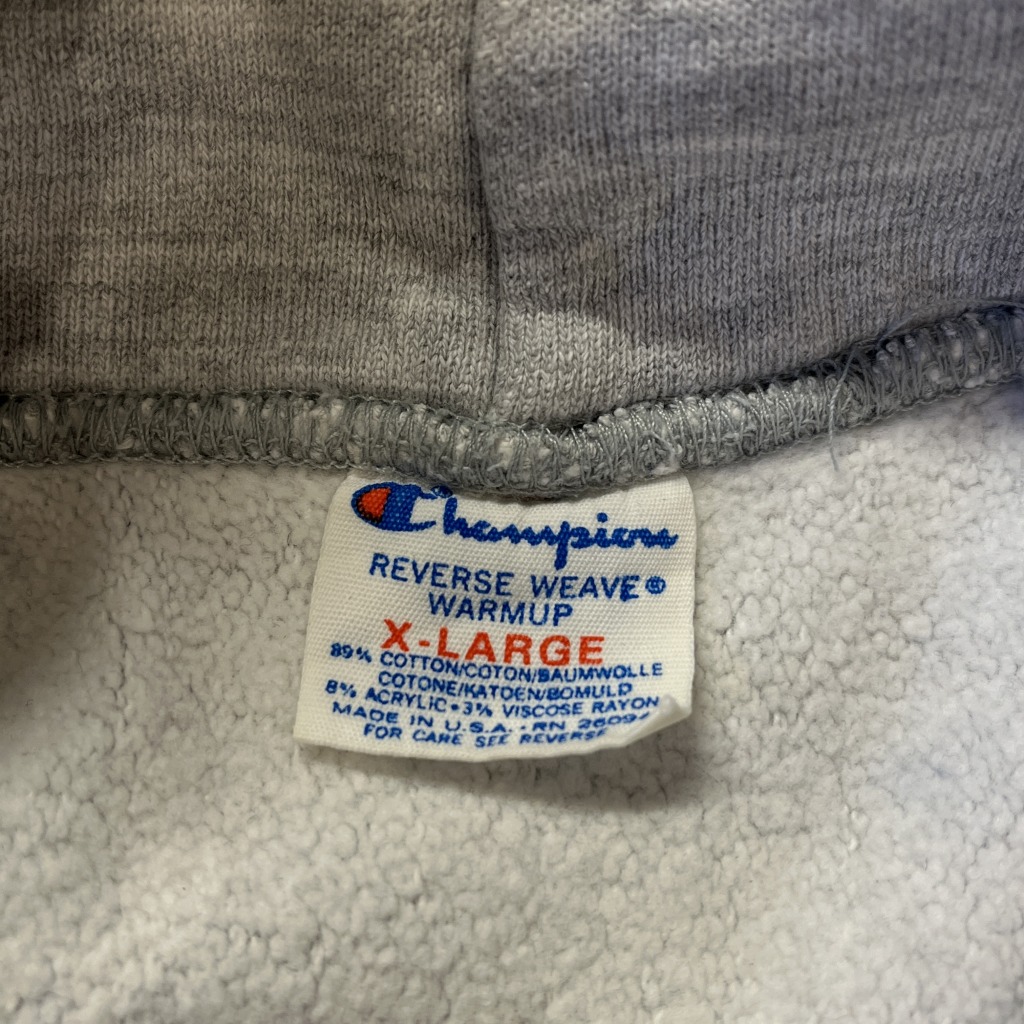 Champion
REVERSE WEAVE®
WARMUP
X-LARGE
89% COTTON/COTON/BAUMWOLLE
COTONE/KATOEN/BOMULD
8% ACRYLIC•3% VISCOSE RAYON
MADE IN U.S.A.-RN 26094
FOR CARE SEE REVERSE